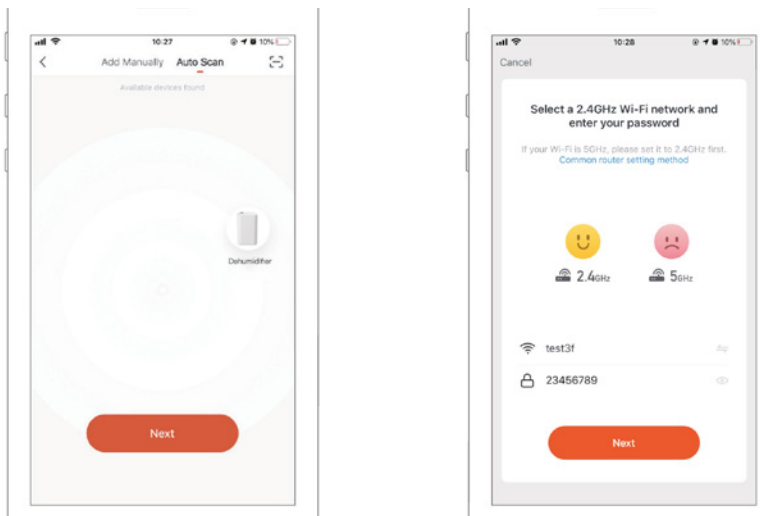 10:27
10%
Add Manually Auto Scan
Available devices found
Dehumidifier
Next
10:28
10%
Cancel
Select a 2.4GHz Wi-Fi network and
enter your password
If your Wi-Fi is 5GHz, please set it to 2.4GHz first.
Common router setting method
2.4GHz
5GHz
test3f
23456789
Next